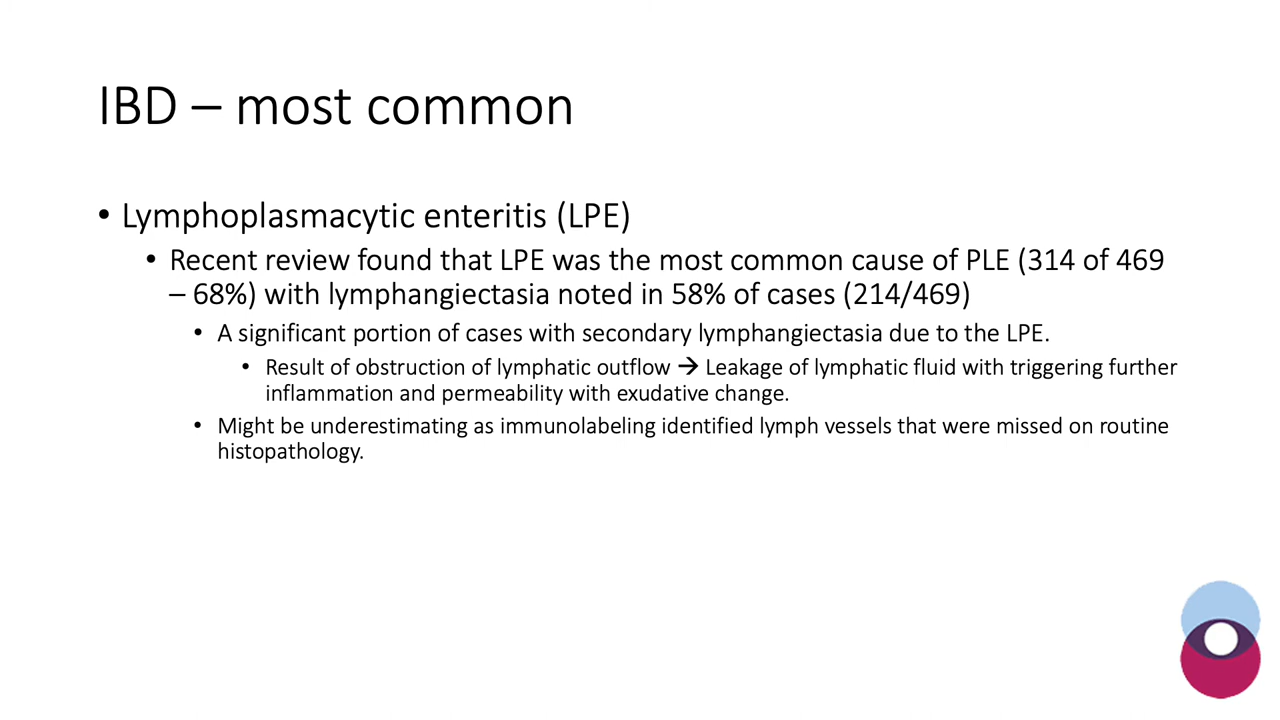 IBD – most common
• Lymphoplasmacytic enteritis (LPE)
• Recent review found that LPE was the most common cause of PLE (314 of 469
– 68%) with lymphangiectasia noted in 58% of cases (214/469)
• A significant portion of cases with secondary lymphangiectasia due to the LPE.
• Result of obstruction of lymphatic outflow → Leakage of lymphatic fluid with triggering further
inflammation and permeability with exudative change.
• Might be underestimating as immunolabeling identified lymph vessels that were missed on routine
histopathology.